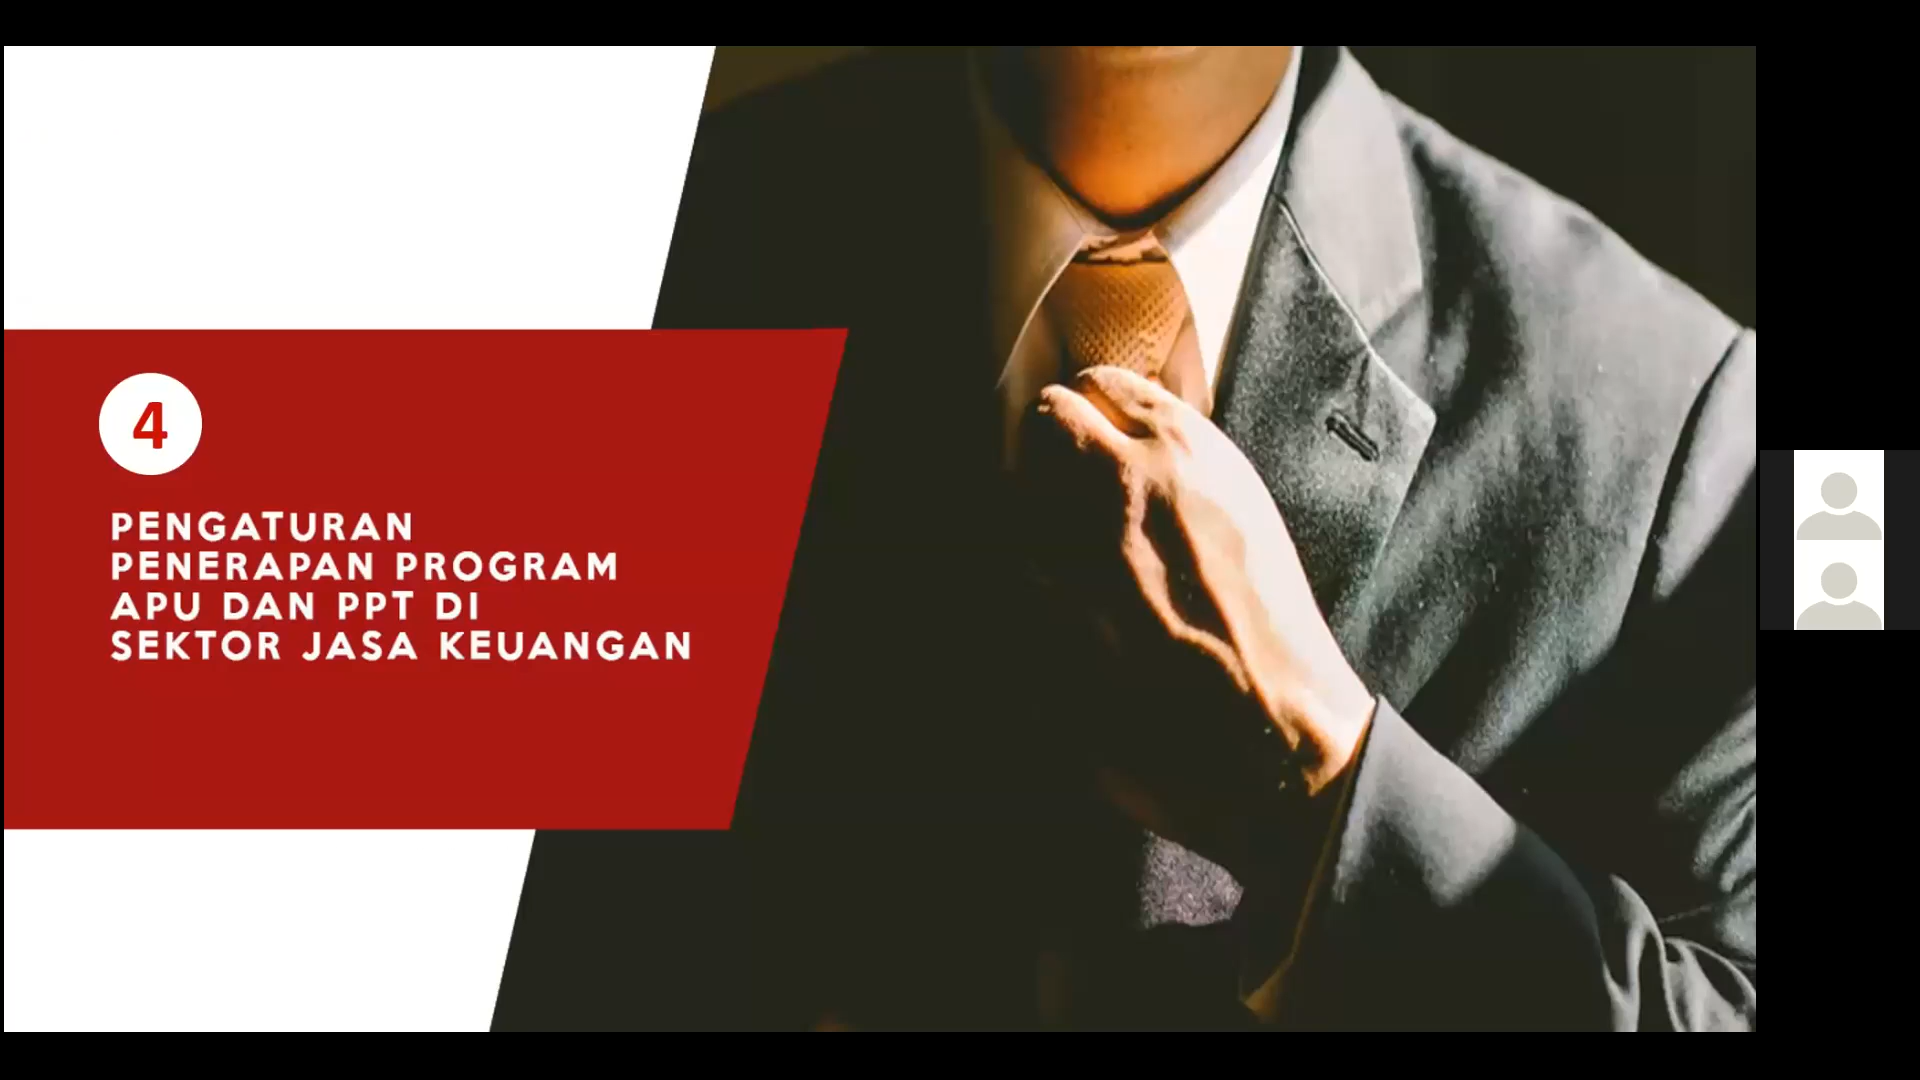 4
PENGATURAN
PENERAPAN PROGRAM
APU DAN PPT DI
SEKTOR JASA KEUANGAN